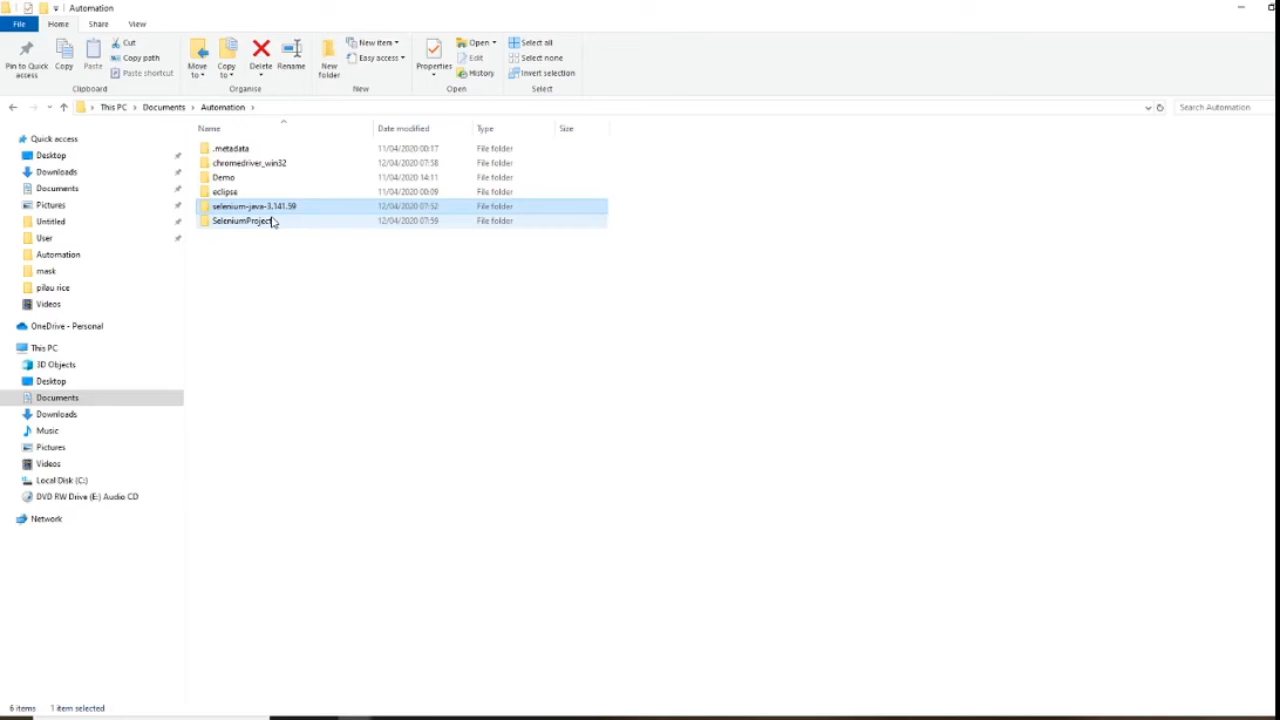 Automation
File Home Share View
Pin to Quick access
Copy
Paste
Cut
Copy path
Paste shortcut
Move to
Copy to
Delete
Rename
New folder
New item
Easy access
Properties
Open
Edit
History
Select all
Select none
Invert selection
Clipboard Organise New Open Select
This PC Documents Automation Search Automation
Name Date modified Type Size
.metadata 11/04/2020 00:17 File folder
chromedriver_win32 12/04/2020 07:58 File folder
Demo 11/04/2020 14:11 File folder
eclipse 11/04/2020 00:09 File folder
selenium-java-3.141.59 12/04/2020 07:52 File folder
SeleniumProject 12/04/2020 07:59 File folder
Quick access
Desktop
Downloads
Documents
Pictures
Untitled
User
Automation
mask
pilau rice
Videos
OneDrive - Personal
This PC
3D Objects
Desktop
Documents
Downloads
Music
Pictures
Videos
Local Disk (C:)
DVD RW Drive (E:) Audio CD
Network
6 items 1 item selected